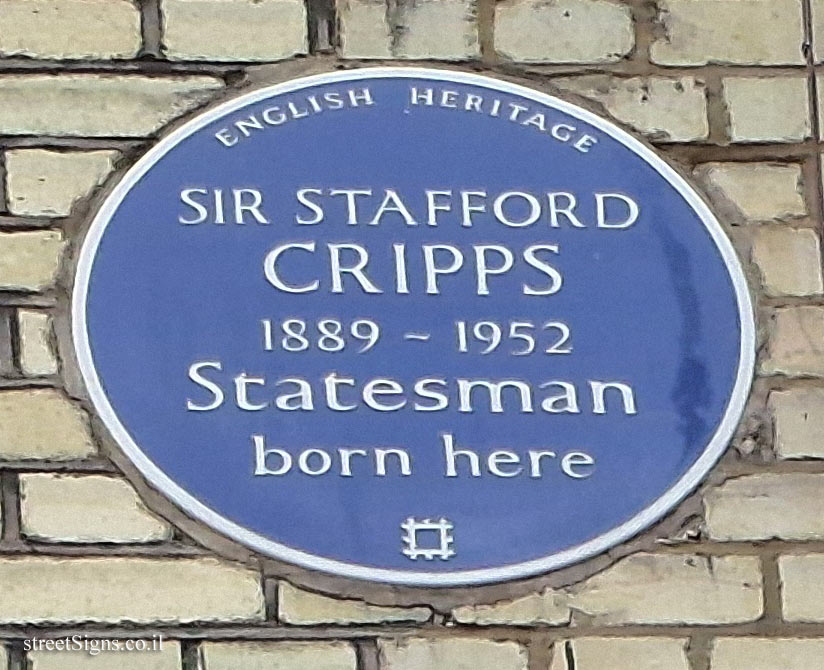 ENGLISH HERITAGE
SIR STAFFORD
CRIPPS
1889 ~ 1952
Statesman
born here
streetSigns.co.il